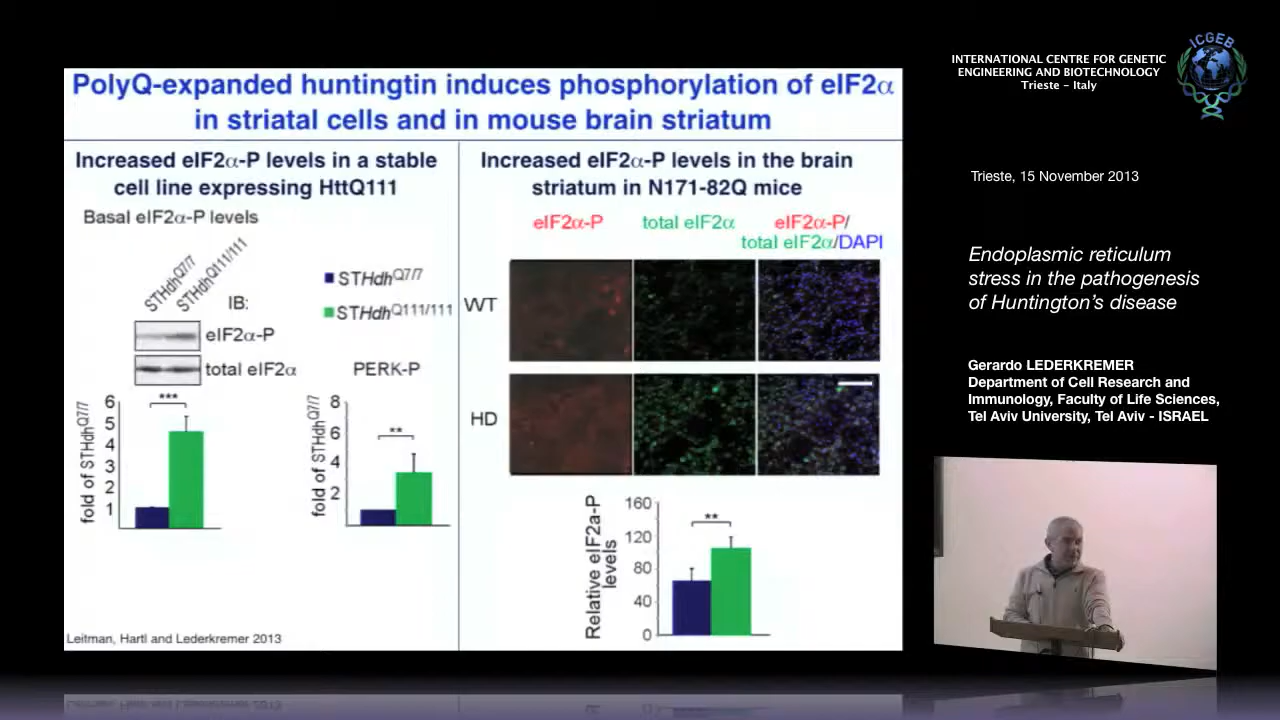 PolyQ-expanded huntingtin induces phosphorylation of eIF2α
in striatal cells and in mouse brain striatum
Increased eIF2α-P levels in a stable
cell line expressing HttQ111
Basal eIF2α-P levels
STHdhQ7/7
STHdhQ111/111
IB:
eIF2α-P
total eIF2α
STHdhQ7/7
STHdhQ111/111
PERK-P
fold of STHdhQ7/7
6
5
4
3
2
1
***
fold of STHdhQ7/7
8
6
4
2
**
Increased eIF2α-P levels in the brain
striatum in N171-82Q mice
eIF2α-P
total eIF2α
eIF2α-P/
total eIF2α/DAPI
WT
HD
Relative eIF2a-P
levels
160
120
80
40
0
**
Leitman, Hartl and Lederkremer 2013
INTERNATIONAL CENTRE FOR GENETIC
ENGINEERING AND BIOTECHNOLOGY
Trieste - Italy
ICGEB
Trieste, 15 November 2013
Endoplasmic reticulum
stress in the pathogenesis
of Huntington's disease
Gerardo LEDERKREMER
Department of Cell Research and
Immunology, Faculty of Life Sciences,
Tel Aviv University, Tel Aviv - ISRAEL